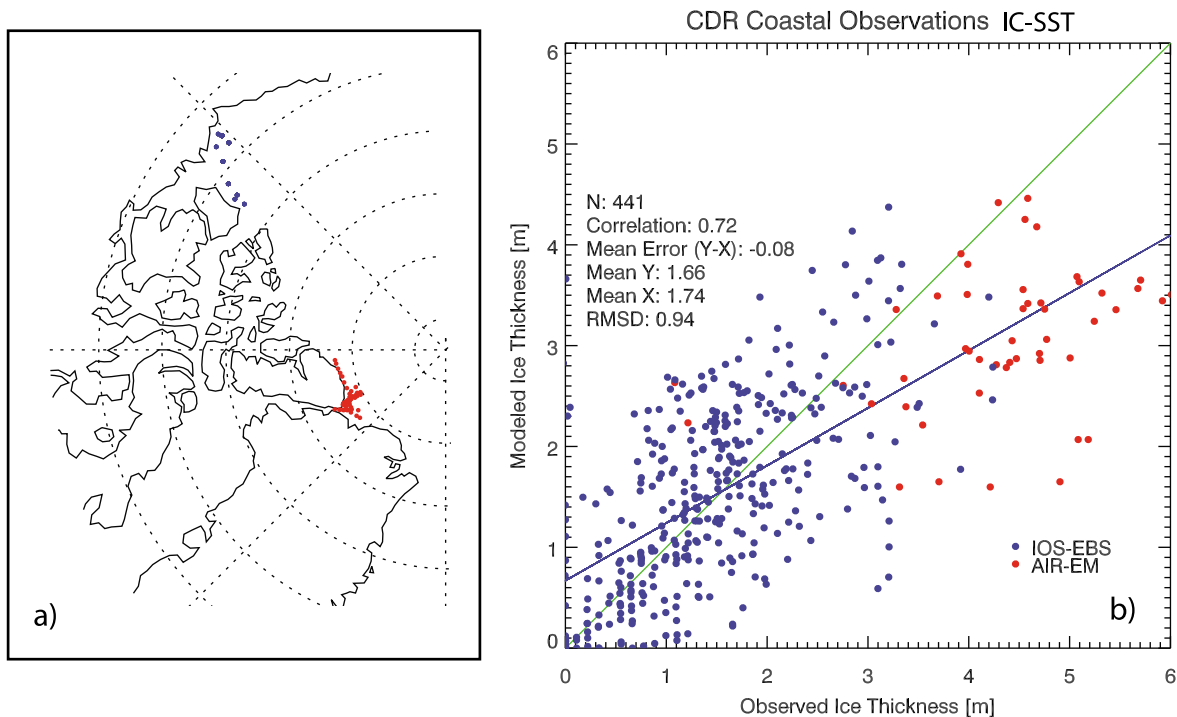 a)
CDR Coastal Observations IC-SST
N: 441
Correlation: 0.72
Mean Error (Y-X): -0.08
Mean Y: 1.66
Mean X: 1.74
RMSD: 0.94
Modeled Ice Thickness [m]
6
5
4
3
2
1
0
IOS-EBS
AIR-EM
b)
0 1 2 3 4 5 6
Observed Ice Thickness [m]